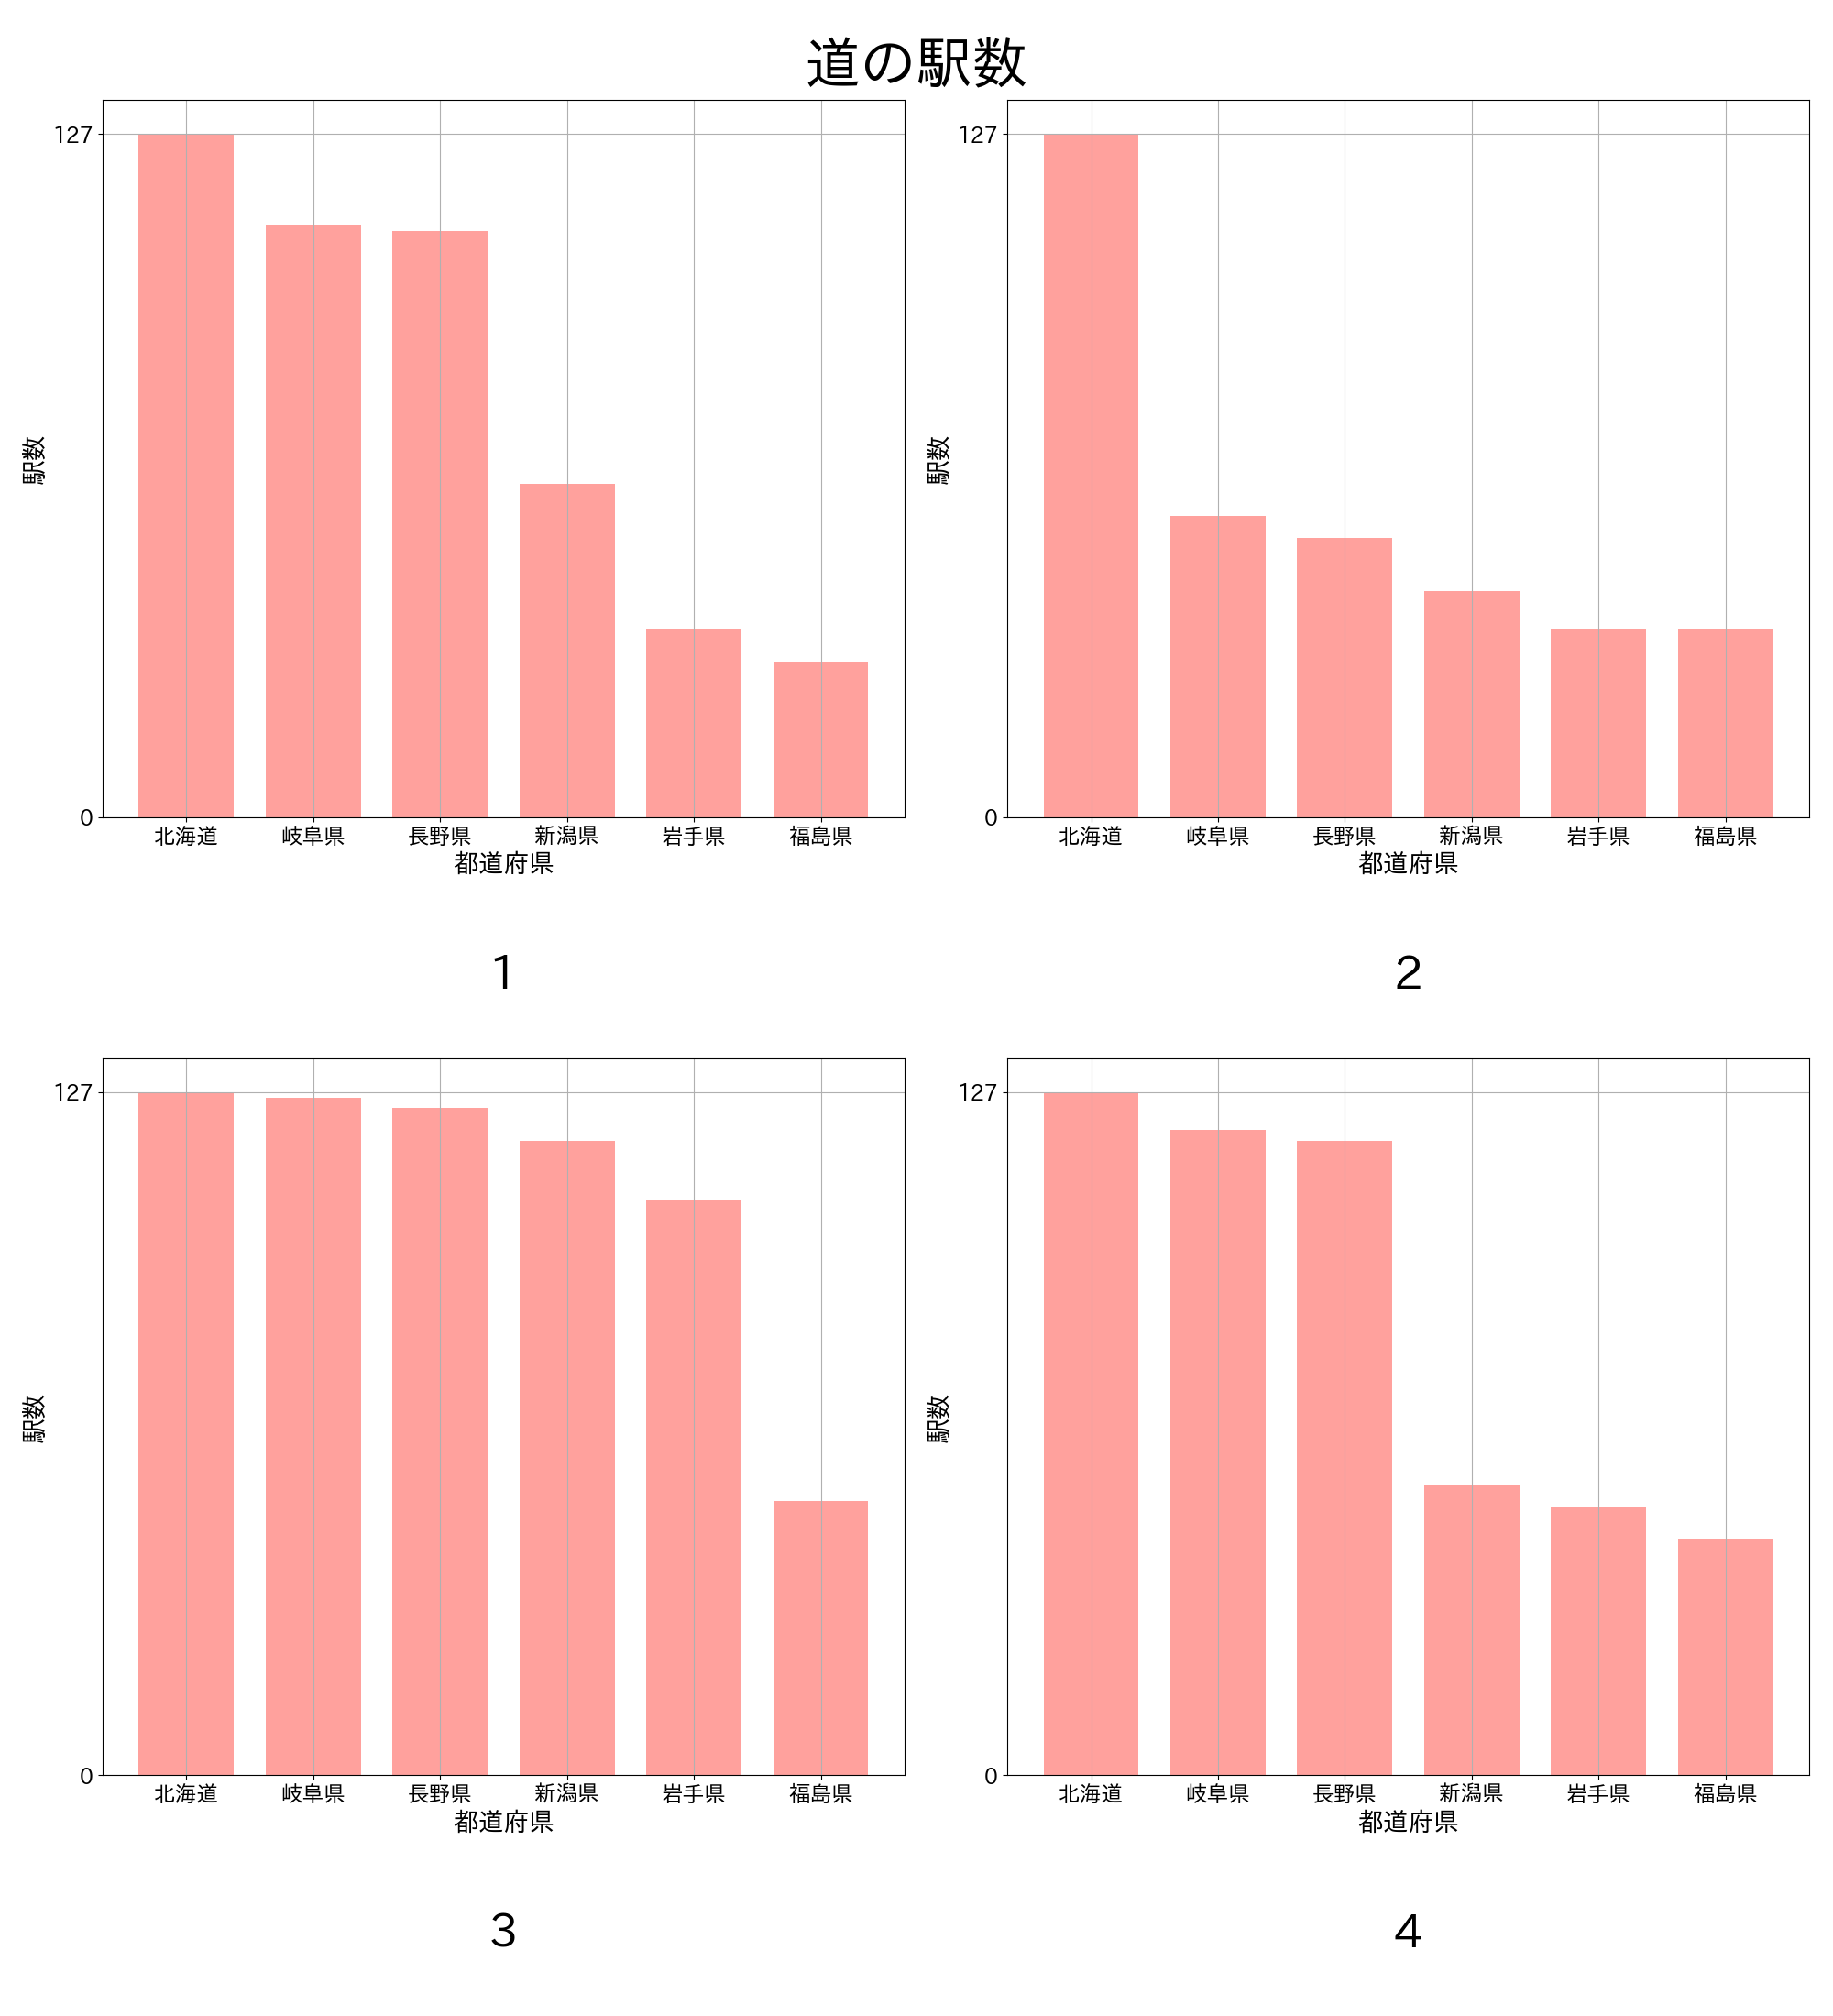 道の駅数
127
0
駅数
北海道 岐阜県 長野県 新潟県 岩手県 福島県
都道府県
1
127
0
駅数
北海道 岐阜県 長野県 新潟県 岩手県 福島県
都道府県
2
127
0
駅数
北海道 岐阜県 長野県 新潟県 岩手県 福島県
都道府県
3
127
0
駅数
北海道 岐阜県 長野県 新潟県 岩手県 福島県
都道府県
4